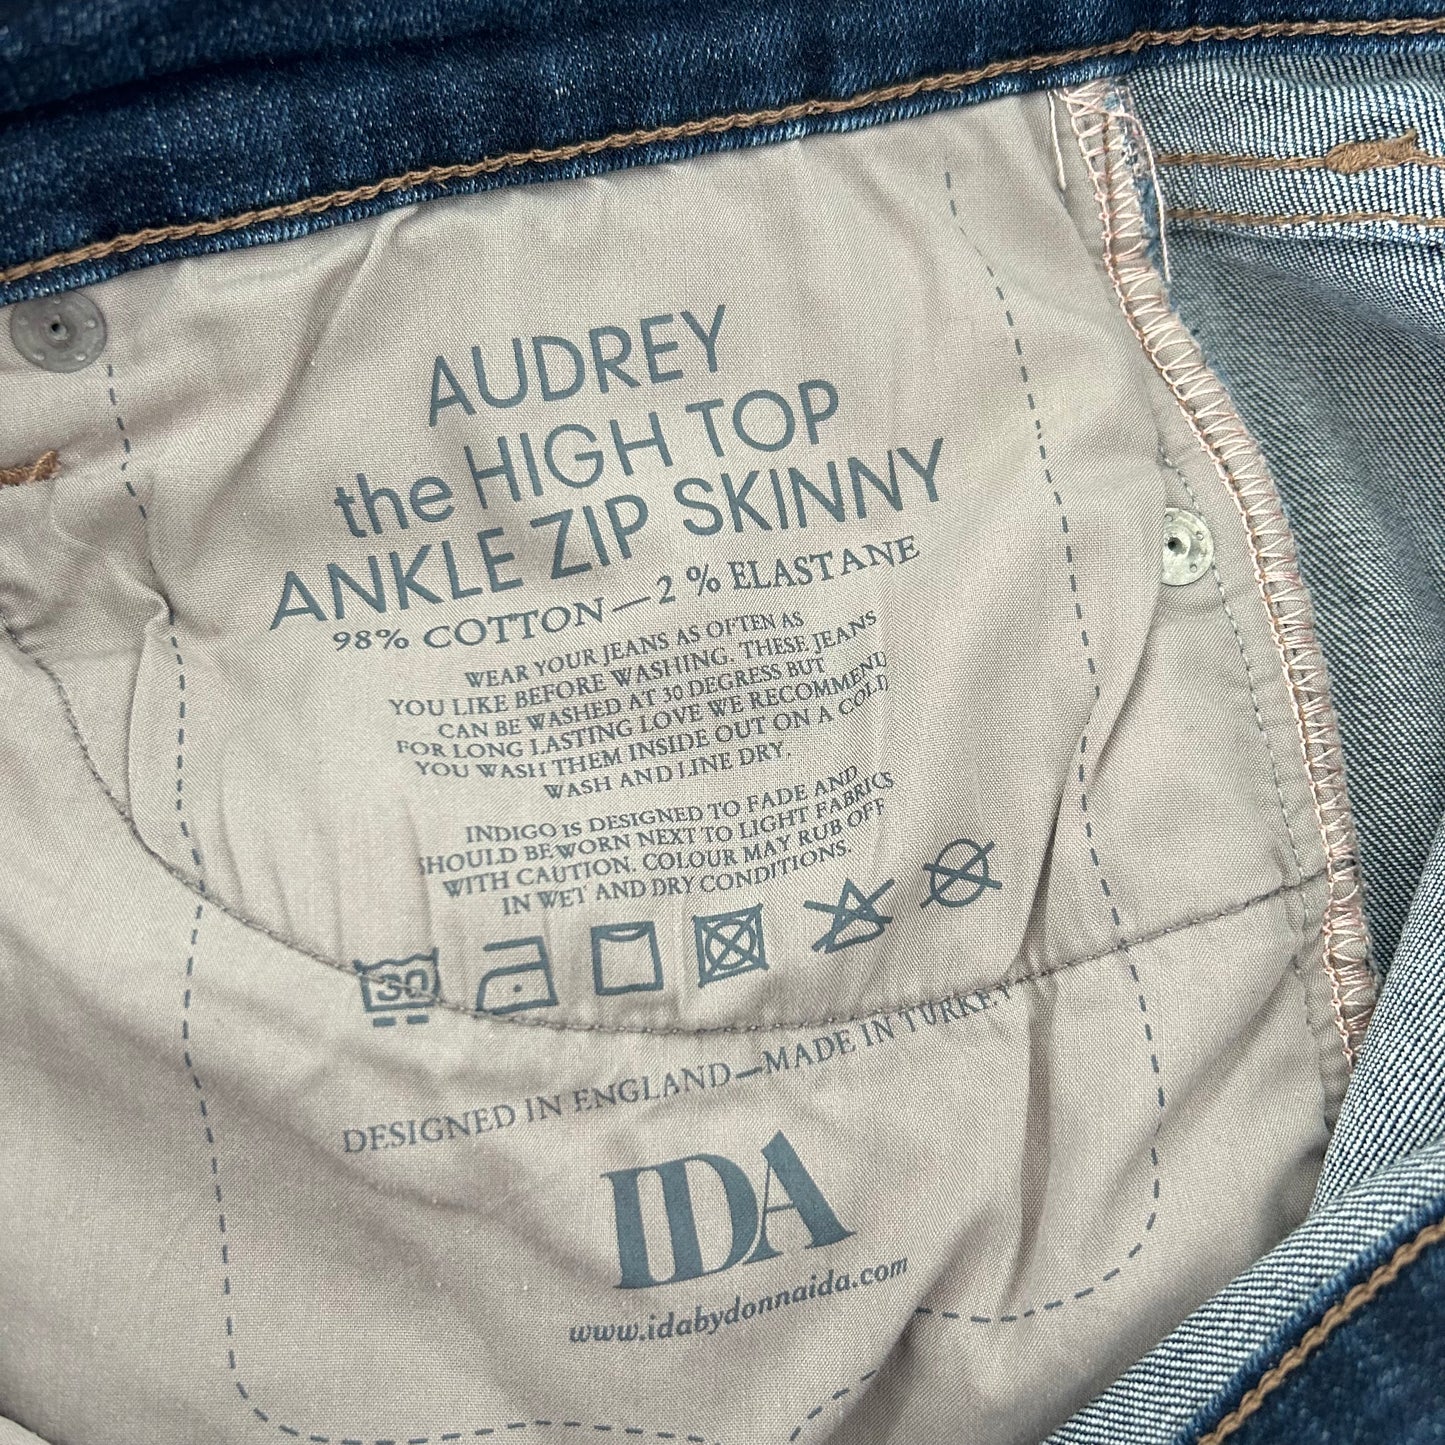 AUDREY
the HIGH TOP
ANKLE ZIP SKINNY
98% COTTON—2 % ELASTANE
WEAR YOUR JEANS AS OFTEN AS
YOU LIKE BEFORE WASHING. THESE JEANS
CAN BE WASHED AT 30 DEGRESS BUT
FOR LONG LASTING LOVE WE RECOMMEND
YOU WASH THEM INSIDE OUT ON A COLD
WASH AND LINE DRY.
INDIGO IS DESIGNED TO FADE AND
SHOULD BE WORN NEXT TO LIGHT FABRICS
WITH CAUTION. COLOUR MAY RUB OFF
IN WET AND DRY CONDITIONS.
30
DESIGNED IN ENGLAND—MADE IN TURKEY
IDA
www.idabydonnaida.com